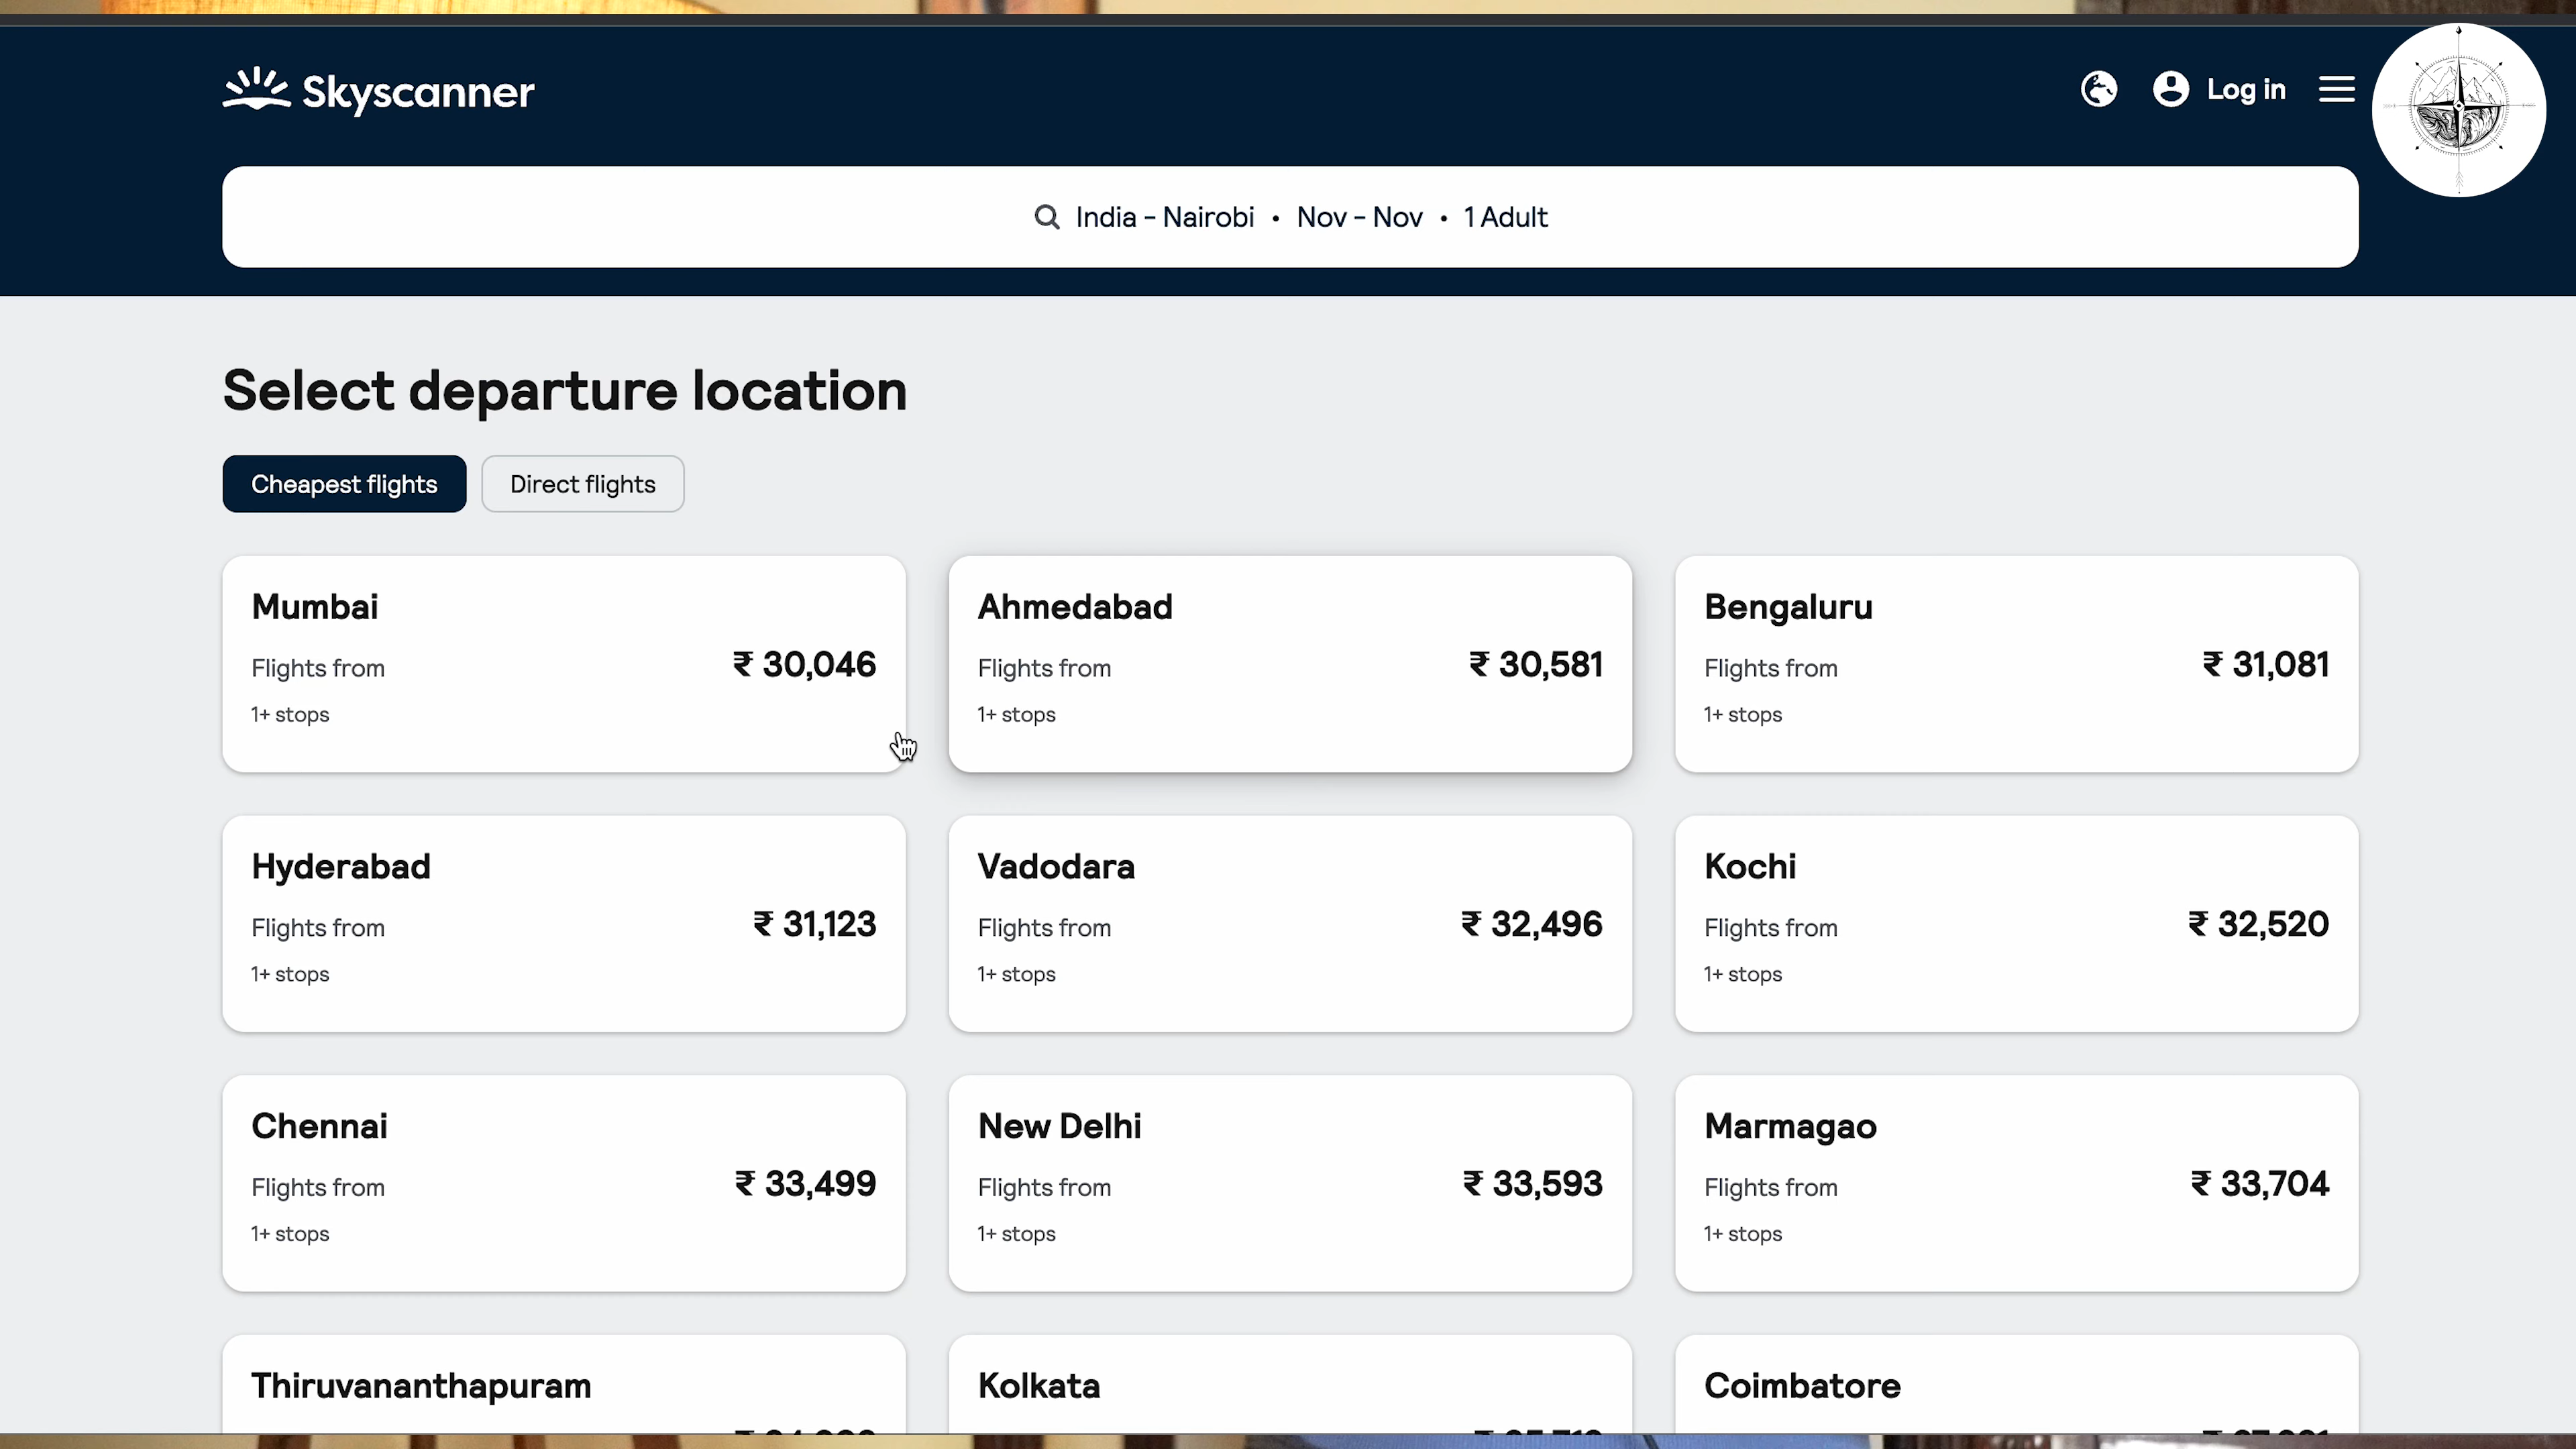 Skyscanner
Log in
India - Nairobi • Nov - Nov • 1 Adult
Select departure location
Cheapest flights
Direct flights
Mumbai
Flights from ₹ 30,046
1+ stops
Ahmedabad
Flights from ₹ 30,581
1+ stops
Bengaluru
Flights from ₹ 31,081
1+ stops
Hyderabad
Flights from ₹ 31,123
1+ stops
Vadodara
Flights from ₹ 32,496
1+ stops
Kochi
Flights from ₹ 32,520
1+ stops
Chennai
Flights from ₹ 33,499
1+ stops
New Delhi
Flights from ₹ 33,593
1+ stops
Marmagao
Flights from ₹ 33,704
1+ stops
Thiruvananthapuram
Kolkata
Coimbatore